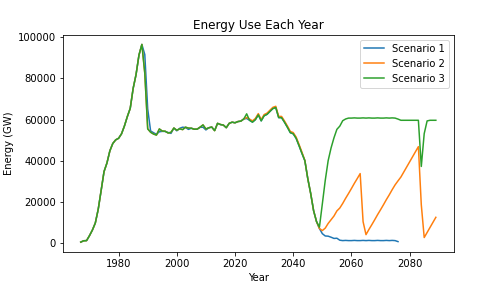 Energy Use Each Year
Energy (GW)
100000
80000
60000
40000
20000
0
Scenario 1
Scenario 2
Scenario 3
1980 2000 2020 2040 2060 2080
Year